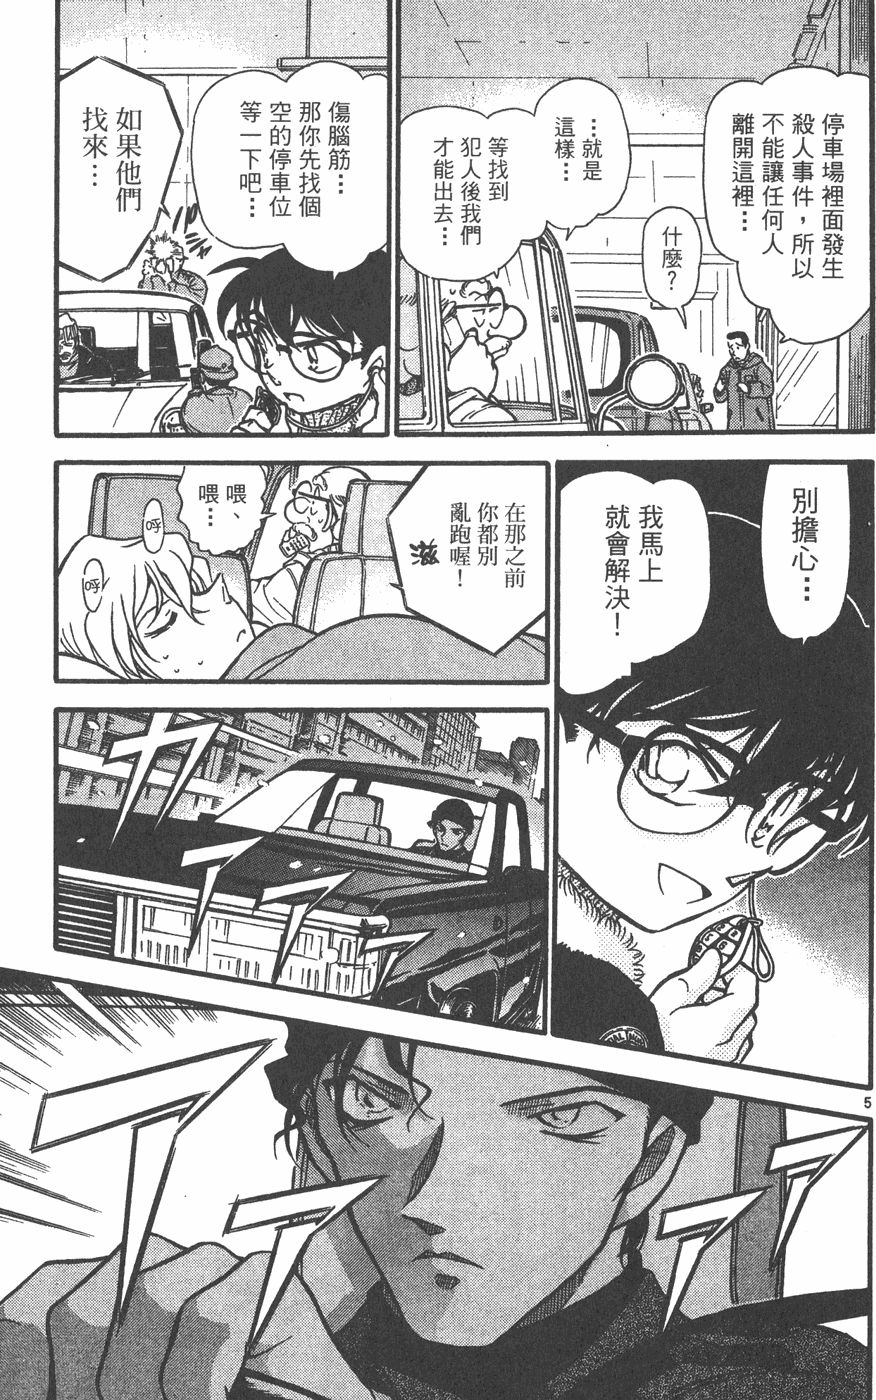 停車場裡面發生
殺人事件，所以
不能讓任何人
離開這裡…
什麼？
…就是
這樣…
等找到
犯人後我們
才能出去…
傷腦筋…
那你先找個
空的停車位
等一下吧…
如果他們
找來…
別擔心…
我馬上
就會解決！
在那之前
你都別
亂跑喔！
滋
喂、
喂…
呼
呼
5